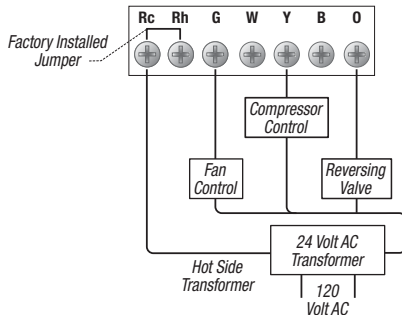 Rc Rh G W Y B O
Factory Installed
Jumper
Compressor
Control
Fan
Control
Reversing
Valve
24 Volt AC
Transformer
Hot Side
Transformer
120
Volt AC